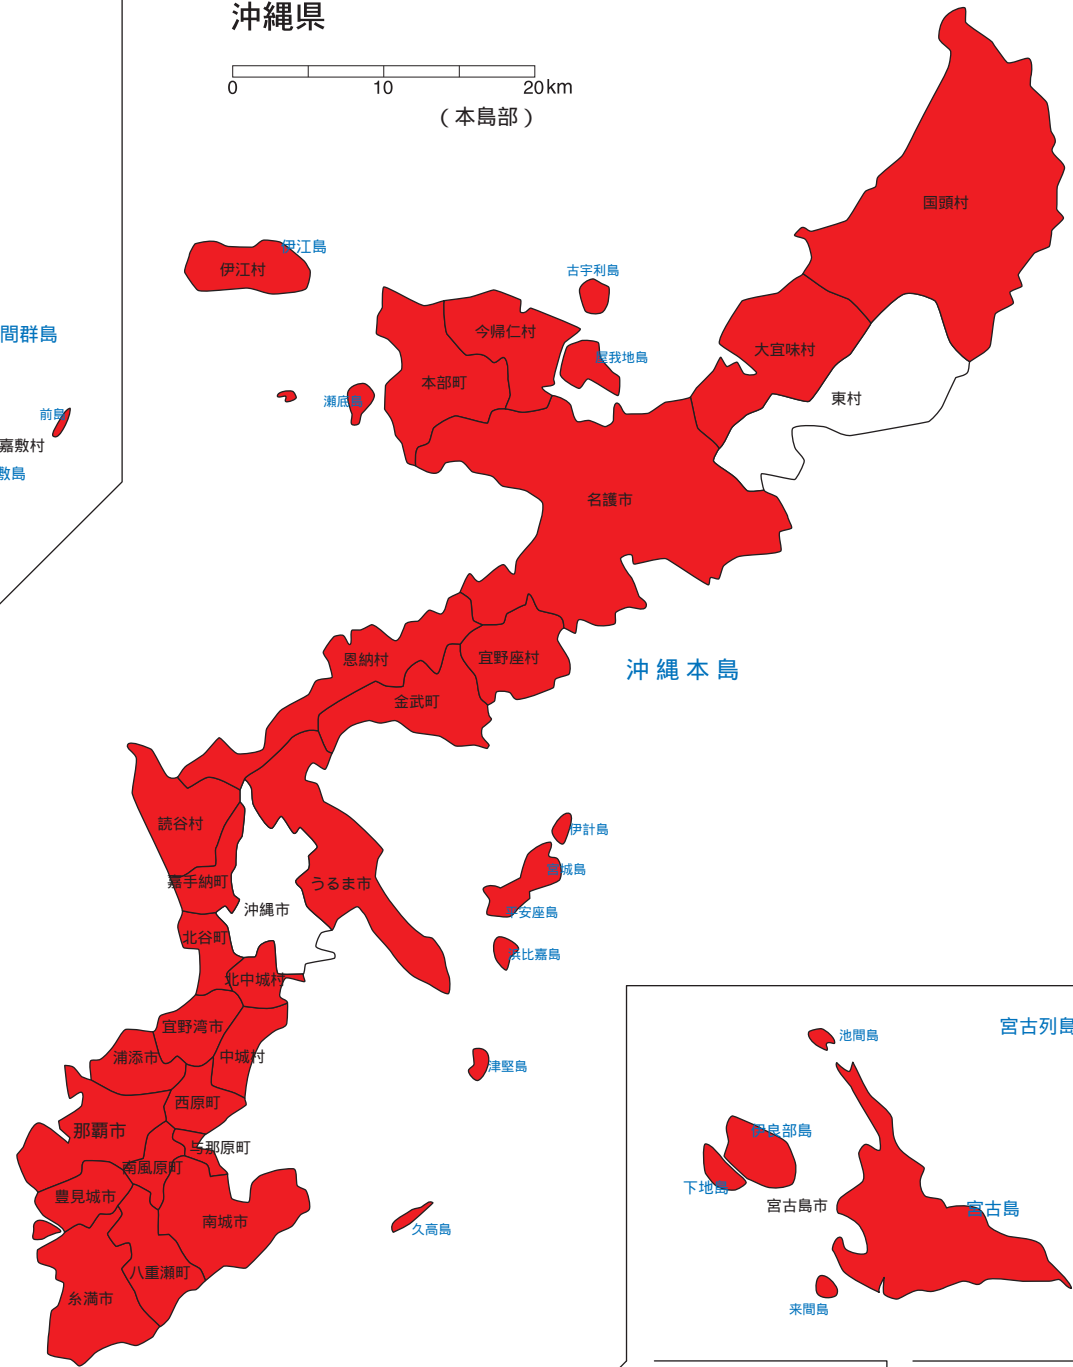 沖縄県
0 10 20km
(本島部)
国頭村
伊江島
伊江村
古宇利島
間群島
今帰仁村
大宜味村
屋我地島
本部町
東村
瀬底島
前島
嘉敷村
敷島
名護市
恩納村
宜野座村
沖縄本島
金武町
読谷村
伊計島
宮城島
嘉手納町
うるま市
沖縄市
平安座島
北谷町
浜比嘉島
北中城村
宜野湾市
宮古列島
池間島
浦添市
中城村
津堅島
西原町
那覇市
伊良部島
与那原町
南風原町
下地島
豊見城市
宮古島市
宮古島
南城市
久高島
八重瀬町
糸満市
来間島